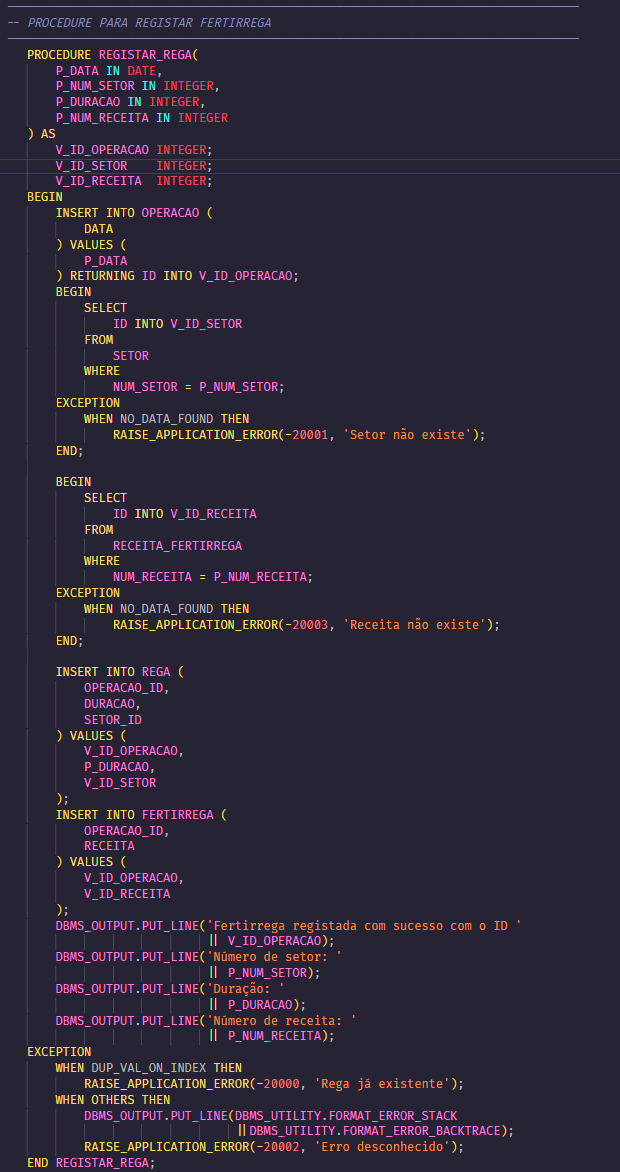 -- PROCEDURE PARA REGISTAR FERTIRREGA
PROCEDURE REGISTAR_REGA(
    P_DATA IN DATE,
    P_NUM_SETOR IN INTEGER,
    P_DURACAO IN INTEGER,
    P_NUM_RECEITA IN INTEGER
) AS
    V_ID_OPERACAO INTEGER;
    V_ID_SETOR    INTEGER;
    V_ID_RECEITA  INTEGER;
BEGIN
    INSERT INTO OPERACAO (
        DATA
    ) VALUES (
        P_DATA
    ) RETURNING ID INTO V_ID_OPERACAO;
    BEGIN
        SELECT
            ID INTO V_ID_SETOR
        FROM
            SETOR
        WHERE
            NUM_SETOR = P_NUM_SETOR;
    EXCEPTION
        WHEN NO_DATA_FOUND THEN
            RAISE_APPLICATION_ERROR(-20001, 'Setor não existe');
    END;
    BEGIN
        SELECT
            ID INTO V_ID_RECEITA
        FROM
            RECEITA_FERTIRREGA
        WHERE
            NUM_RECEITA = P_NUM_RECEITA;
    EXCEPTION
        WHEN NO_DATA_FOUND THEN
            RAISE_APPLICATION_ERROR(-20003, 'Receita não existe');
    END;
    INSERT INTO REGA (
        OPERACAO_ID,
        DURACAO,
        SETOR_ID
    ) VALUES (
        V_ID_OPERACAO,
        P_DURACAO,
        V_ID_SETOR
    );
    INSERT INTO FERTIRREGA (
        OPERACAO_ID,
        RECEITA
    ) VALUES (
        V_ID_OPERACAO,
        V_ID_RECEITA
    );
    DBMS_OUTPUT.PUT_LINE('Fertirrega registada com sucesso com o ID '
                         || V_ID_OPERACAO);
    DBMS_OUTPUT.PUT_LINE('Número de setor: '
                         || P_NUM_SETOR);
    DBMS_OUTPUT.PUT_LINE('Duração: '
                         || P_DURACAO);
    DBMS_OUTPUT.PUT_LINE('Número de receita: '
                         || P_NUM_RECEITA);
EXCEPTION
    WHEN DUP_VAL_ON_INDEX THEN
        RAISE_APPLICATION_ERROR(-20000, 'Rega já existente');
    WHEN OTHERS THEN
        DBMS_OUTPUT.PUT_LINE(DBMS_UTILITY.FORMAT_ERROR_STACK
                             ||DBMS_UTILITY.FORMAT_ERROR_BACKTRACE);
        RAISE_APPLICATION_ERROR(-20002, 'Erro desconhecido');
END REGISTAR_REGA;